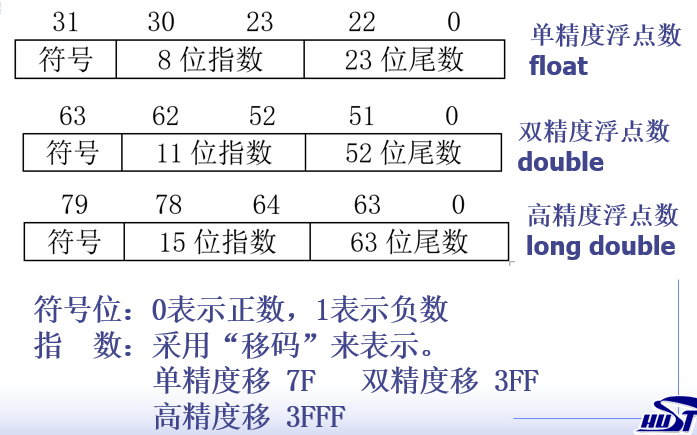 31 30 23 22 0
符号 8 位指数 23 位尾数
单精度浮点数
float
63 62 52 51 0
符号 11 位指数 52 位尾数
双精度浮点数
double
79 78 64 63 0
符号 15 位指数 63 位尾数
高精度浮点数
long double
符号位：0表示正数，1表示负数
指 数：采用“移码”来表示。
单精度移 7F 双精度移 3FF
高精度移 3FFF
HUST